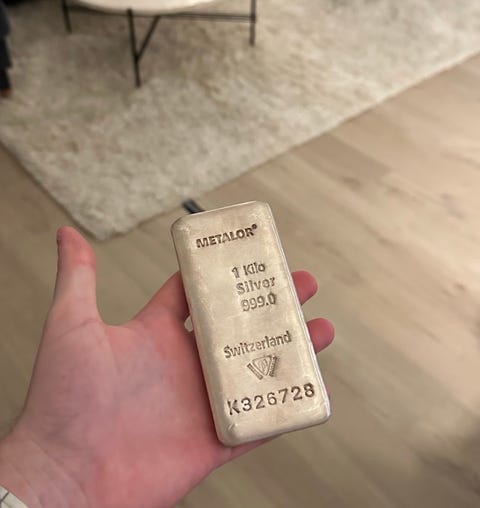 METALOR®
1 Kilo
Silver
999.0
Switzerland
K326728